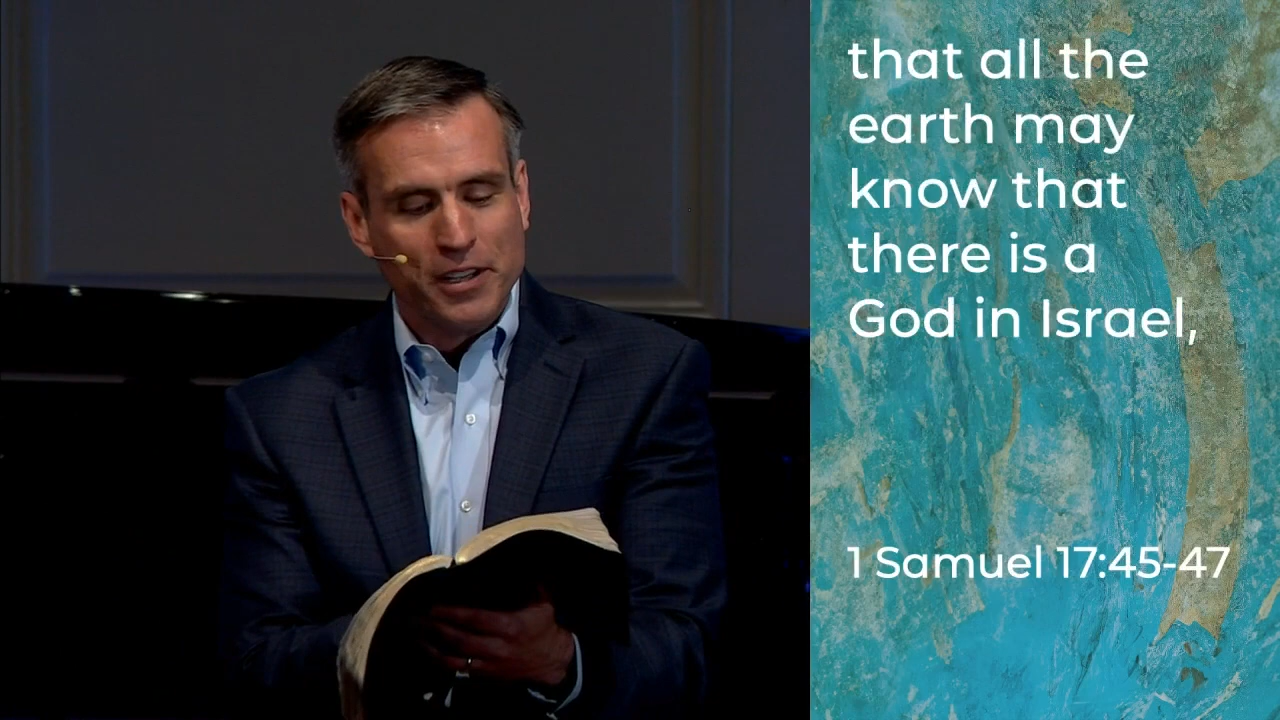 that all the
earth may
know that
there is a
God in Israel,
1 Samuel 17:45-47